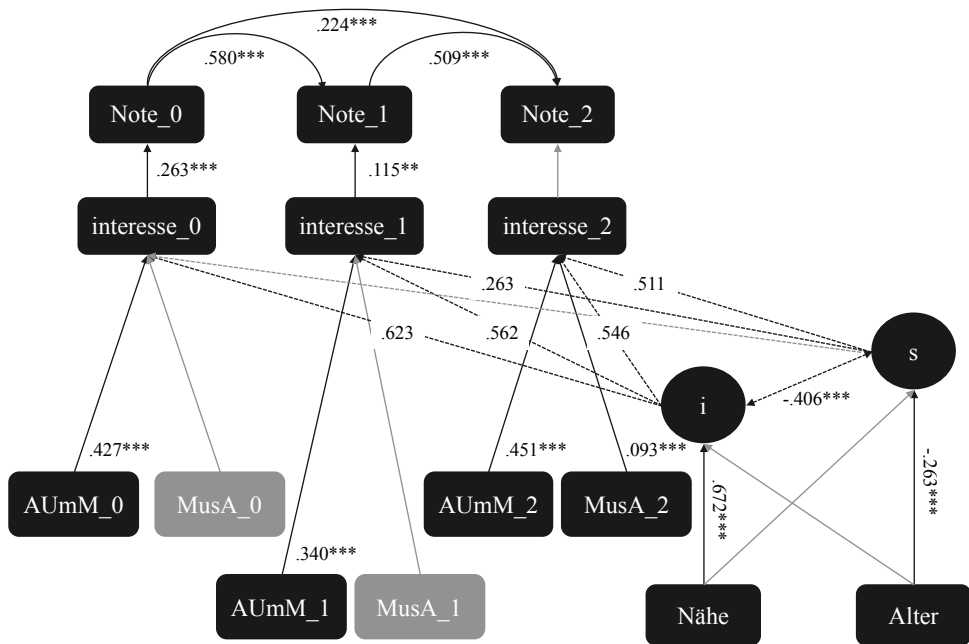 .224***
.580***
.509***
Note_0
Note_1
Note_2
.263***
.115**
interesse_0
interesse_1
interesse_2
.263
.511
.623
.562
.546
s
i
-.406***
.427***
.451***
.093***
AUmM_0
MusA_0
AUmM_2
MusA_2
.672***
-.263***
.340***
AUmM_1
MusA_1
Nähe
Alter